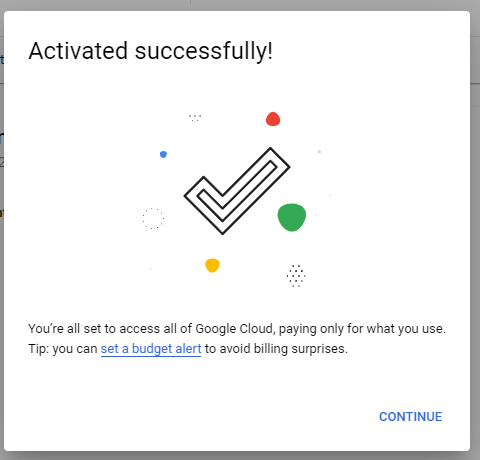 Activated successfully!
You're all set to access all of Google Cloud, paying only for what you use.
Tip: you can set a budget alert to avoid billing surprises.
CONTINUE